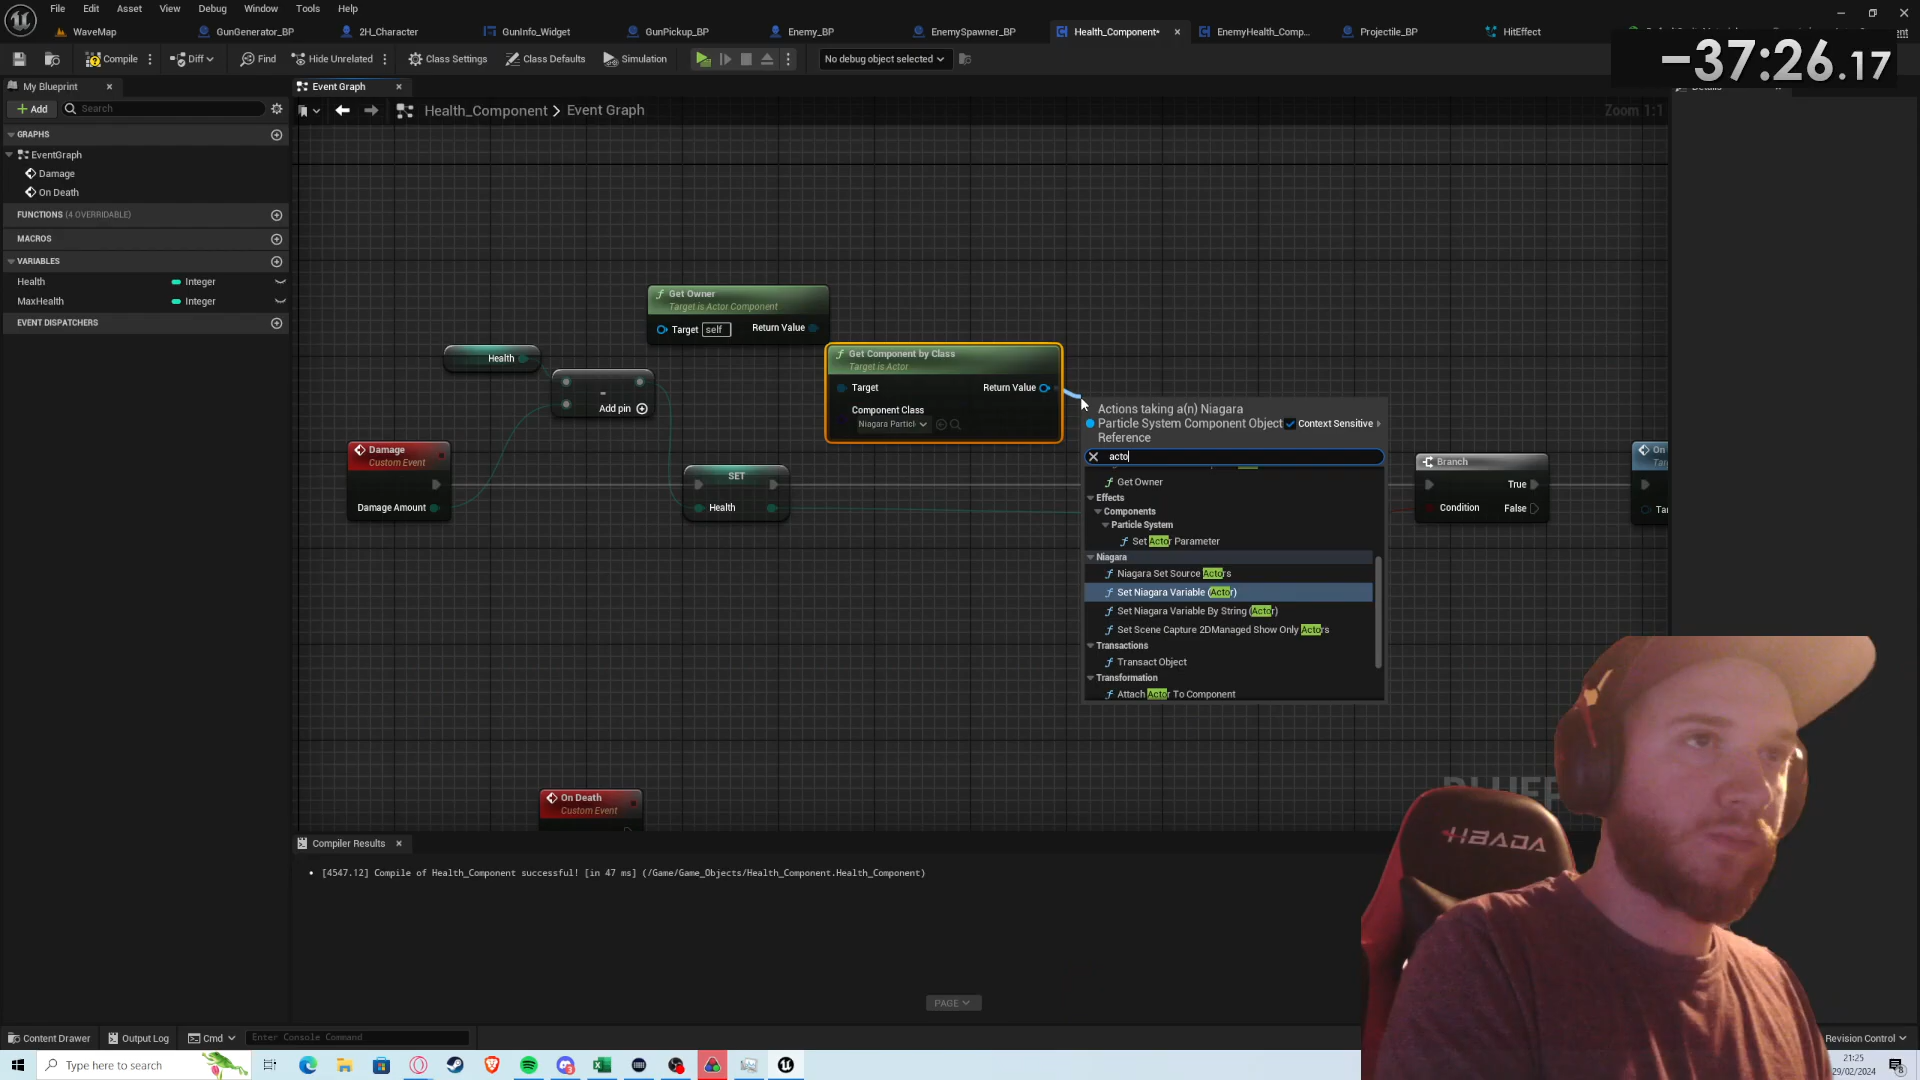 File Edit Asset View Debug Window Tools Help
WaveMap GunGenerator_BP 2H_Character GunInfo_Widget GunPickup_BP Enemy_BP EnemySpawner_BP Health_Component* EnemyHealth_Comp... Projectile_BP HitEffect
Compile Diff Find Hide Unrelated Class Settings Class Defaults Simulation No debug object selected
-37:26.17
My Blueprint Event Graph
Add Search
Health_Component > Event Graph Zoom 1:1
GRAPHS
EventGraph
Damage
On Death
FUNCTIONS (4 OVERRIDABLE)
MACROS
VARIABLES
Health Integer
MaxHealth Integer
EVENT DISPATCHERS
Get Owner
Target is Actor Component
Target self Return Value
Health
-
Add pin
Get Component by Class
Target is Actor
Target Return Value
Component Class
Niagara Particl
Damage
Custom Event
Damage Amount
SET
Health
Actions taking a(n) Niagara
Particle System Component Object
Reference
Context Sensitive
acto
Get Owner
Effects
Components
Particle System
Set Actor Parameter
Niagara
Niagara Set Source Actors
Set Niagara Variable (Actor)
Set Niagara Variable By String (Actor)
Set Scene Capture 2DManaged Show Only Actors
Transactions
Transact Object
Transformation
Attach Actor To Component
Branch
True
Condition False
On
Ta
On Death
Custom Event
Compiler Results
[4547.12] Compile of Health_Component successful! [in 47 ms] (/Game/Game_Objects/Health_Component.Health_Component)
PAGE
HBADA
Content Drawer Output Log Cmd Enter Console Command Revision Control
Type here to search
21:25
29/02/2024